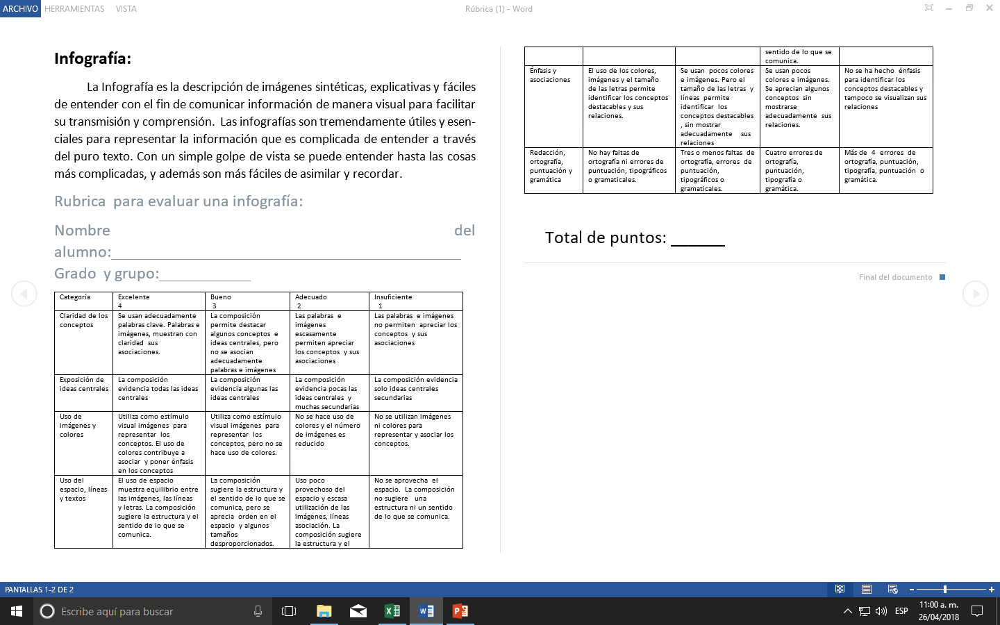 ARCHIVO HERRAMIENTAS VISTA
Rúbrica (1) - Word
Infografía:
La Infografía es la descripción de imágenes sintéticas, explicativas y fáciles
de entender con el fin de comunicar información de manera visual para facilitar
su transmisión y comprensión. Las infografías son tremendamente útiles y esen-
ciales para representar la información que es complicada de entender a través
del puro texto. Con un simple golpe de vista se puede entender hasta las cosas
más complicadas, y además son más fáciles de asimilar y recordar.
Rubrica para evaluar una infografía:
Nombre del
alumno:__________________________________________
Grado y grupo:___________
Categoría
Excelente
4
Bueno
3
Adecuado
2
Insuficiente
1
Claridad de los
conceptos
Se usan adecuadamente
palabras clave. Palabras e
imágenes, muestran con
claridad sus
asociaciones.
La composición
permite destacar
algunos conceptos e
ideas centrales, pero
no se asocian
adecuadamente
palabras e imágenes
Las palabras e
imágenes
escasamente
permiten apreciar
los conceptos y sus
asociaciones
Las palabras e imágenes
no permiten apreciar los
conceptos y sus
asociaciones
Exposición de
ideas centrales
La composición
evidencia todas las ideas
centrales
La composición
evidencia algunas las
ideas centrales
La composición
evidencia pocas las
ideas centrales y
muchas secundarias
La composición evidencia
solo ideas centrales
secundarias
Uso de
imágenes y
colores
Utiliza como estímulo
visual imágenes para
representar los
conceptos. El uso de
colores contribuye a
asociar y poner énfasis
en los conceptos
Utiliza como estímulo
visual imágenes para
representar los
conceptos, pero no se
hace uso de colores.
No se hace uso de
colores y el número
de imágenes es
reducido
No se utilizan imágenes
ni colores para
representar y asociar los
conceptos.
Uso del
espacio, líneas
y textos
El uso de espacio
muestra equilibrio entre
las imágenes, las líneas
y letras. La composición
sugiere la estructura y el
sentido de lo que se
comunica.
La composición
sugiere la estructura y
el sentido de lo que se
comunica, pero se
aprecia orden en el
espacio y algunos
tamaños
desproporcionados.
Uso poco
provechoso del
espacio y escasa
utilización de las
imágenes, líneas
asociación. La
composición sugiere
la estructura y el
No se aprovecha el
espacio. La composición
no sugiere una
estructura ni un sentido
de lo que se comunica.
sentido de lo que se
comunica.
Énfasis y
asociaciones
El uso de los colores,
imágenes y el tamaño
de las letras permite
identificar los conceptos
destacables y sus
relaciones.
Se usan pocos colores
e imágenes. Pero el
tamaño de las letras y
líneas permite
identificar los
conceptos destacables
, sin mostrar
adecuadamente sus
relaciones.
Se usan pocos
colores e imágenes.
Se aprecian algunos
conceptos sin
mostrarse
adecuadamente sus
relaciones.
No se ha hecho énfasis
para identificar los
conceptos destacables y
tampoco se visualizan sus
relaciones
Redacción,
ortografía,
puntuación y
gramática
No hay faltas de
ortografía ni errores de
puntuación, tipográficos
o gramaticales.
Tres o menos faltas de
ortografía, errores de
puntuación,
tipográficos o
gramaticales.
Cuatro errores de
ortografía,
puntuación,
tipografía o
gramática.
Más de 4 errores de
ortografía, puntuación,
tipografía, puntuación o
gramática.
Total de puntos: ______
Final del documento
PANTALLAS 1-2 DE 2
Escribe aquí para buscar
ESP
11:00 a. m.
26/04/2018